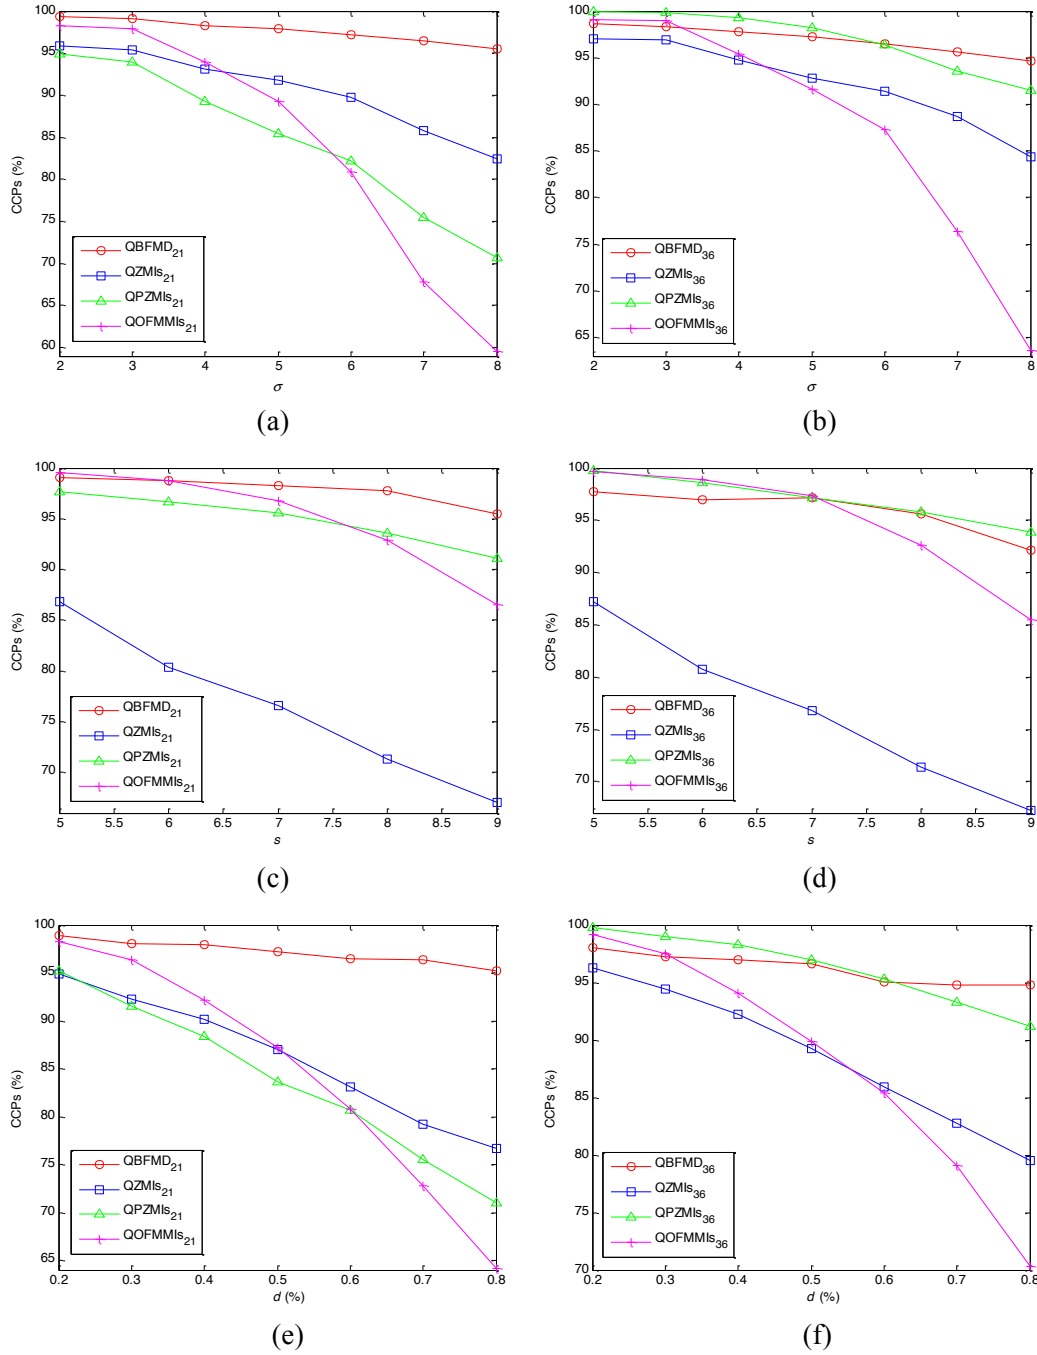 100
95
90
85
80
75
70
65
60
CCPs (%)
QBFMD21
QZMIs21
QPZMIs21
QOFMMIs21
2 3 4 5 6 7 8
σ
(a)
100
95
90
85
80
75
70
65
CCPs (%)
QBFMD36
QZMIs36
QPZMIs36
QOFMMIs36
2 3 4 5 6 7 8
σ
(b)
100
95
90
85
80
75
70
CCPs (%)
QBFMD21
QZMIs21
QPZMIs21
QOFMMIs21
5 5.5 6 6.5 7 7.5 8 8.5 9
s
(c)
100
95
90
85
80
75
70
CCPs (%)
QBFMD36
QZMIs36
QPZMIs36
QOFMMIs36
5 5.5 6 6.5 7 7.5 8 8.5 9
s
(d)
100
95
90
85
80
75
70
65
CCPs (%)
QBFMD21
QZMIs21
QPZMIs21
QOFMMIs21
0.2 0.3 0.4 0.5 0.6 0.7 0.8
d (%)
(e)
100
95
90
85
80
75
70
CCPs (%)
QBFMD36
QZMIs36
QPZMIs36
QOFMMIs36
0.2 0.3 0.4 0.5 0.6 0.7 0.8
d (%)
(f)